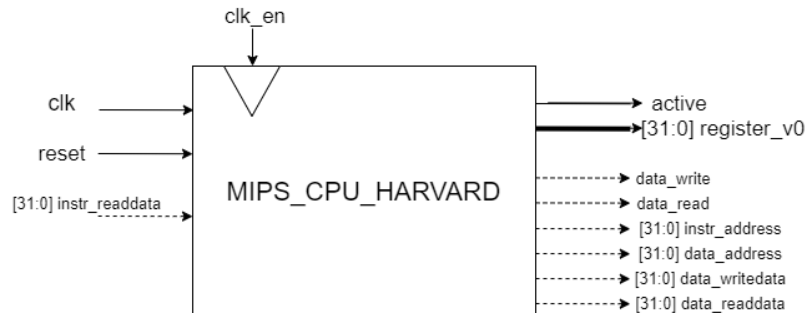 clk_en
clk
reset
[31:0] instr_readdata
MIPS_CPU_HARVARD
active
[31:0] register_v0
data_write
data_read
[31:0] instr_address
[31:0] data_address
[31:0] data_writedata
[31:0] data_readdata